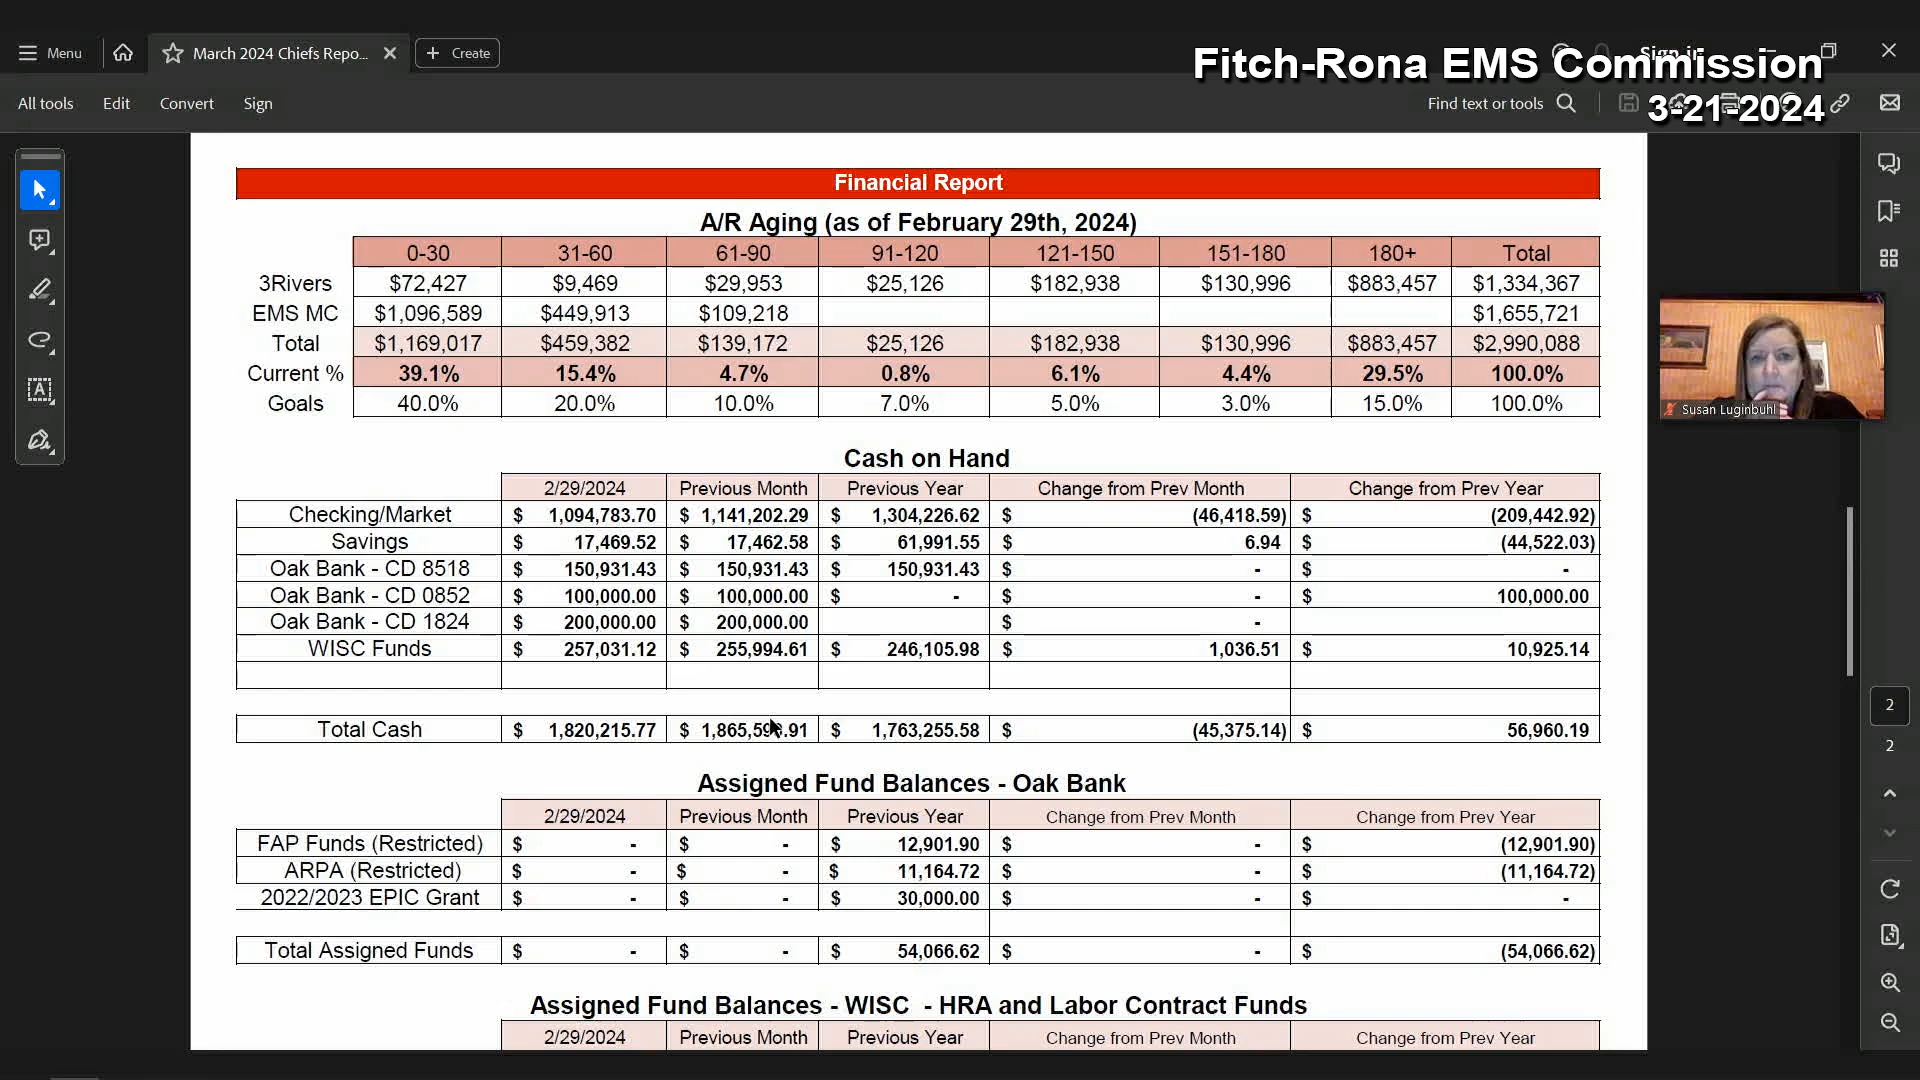 Menu
March 2024 Chiefs Repo...
Create
Fitch-Rona EMS Commission
3-21-2024
All tools Edit Convert Sign
Find text or tools
Financial Report
A/R Aging (as of February 29th, 2024)
0-30 31-60 61-90 91-120 121-150 151-180 180+ Total
3Rivers $72,427 $9,469 $29,953 $25,126 $182,938 $130,996 $883,457 $1,334,367
EMS MC $1,096,589 $449,913 $109,218 $1,655,721
Total $1,169,017 $459,382 $139,172 $25,126 $182,938 $130,996 $883,457 $2,990,088
Current % 39.1% 15.4% 4.7% 0.8% 6.1% 4.4% 29.5% 100.0%
Goals 40.0% 20.0% 10.0% 7.0% 5.0% 3.0% 15.0% 100.0%
Susan Luginbuhl
Cash on Hand
2/29/2024 Previous Month Previous Year Change from Prev Month Change from Prev Year
Checking/Market $ 1,094,783.70 $ 1,141,202.29 $ 1,304,226.62 $ (46,418.59) $ (209,442.92)
Savings $ 17,469.52 $ 17,462.58 $ 61,991.55 $ 6.94 $ (44,522.03)
Oak Bank - CD 8518 $ 150,931.43 $ 150,931.43 $ 150,931.43 $ - $ -
Oak Bank - CD 0852 $ 100,000.00 $ 100,000.00 $ - $ - $ 100,000.00
Oak Bank - CD 1824 $ 200,000.00 $ 200,000.00 $ -
WISC Funds $ 257,031.12 $ 255,994.61 $ 246,105.98 $ 1,036.51 $ 10,925.14
Total Cash $ 1,820,215.77 $ 1,763,255.58 $ (45,375.14) $ 56,960.19
Assigned Fund Balances - Oak Bank
2/29/2024 Previous Month Previous Year Change from Prev Month Change from Prev Year
FAP Funds (Restricted) $ - $ - $ 12,901.90 $ - $ (12,901.90)
ARPA (Restricted) $ - $ - $ 11,164.72 $ - $ (11,164.72)
2022/2023 EPIC Grant $ - $ - $ 30,000.00 $ - $ -
Total Assigned Funds $ - $ - $ 54,066.62 $ - $ (54,066.62)
Assigned Fund Balances - WISC - HRA and Labor Contract Funds
2/29/2024 Previous Month Previous Year Change from Prev Month Change from Prev Year
2
2